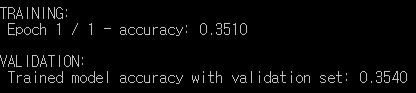 TRAINING:
Epoch 1 / 1 - accuracy: 0.3510
VALIDATION:
Trained model accuracy with validation set: 0.3540